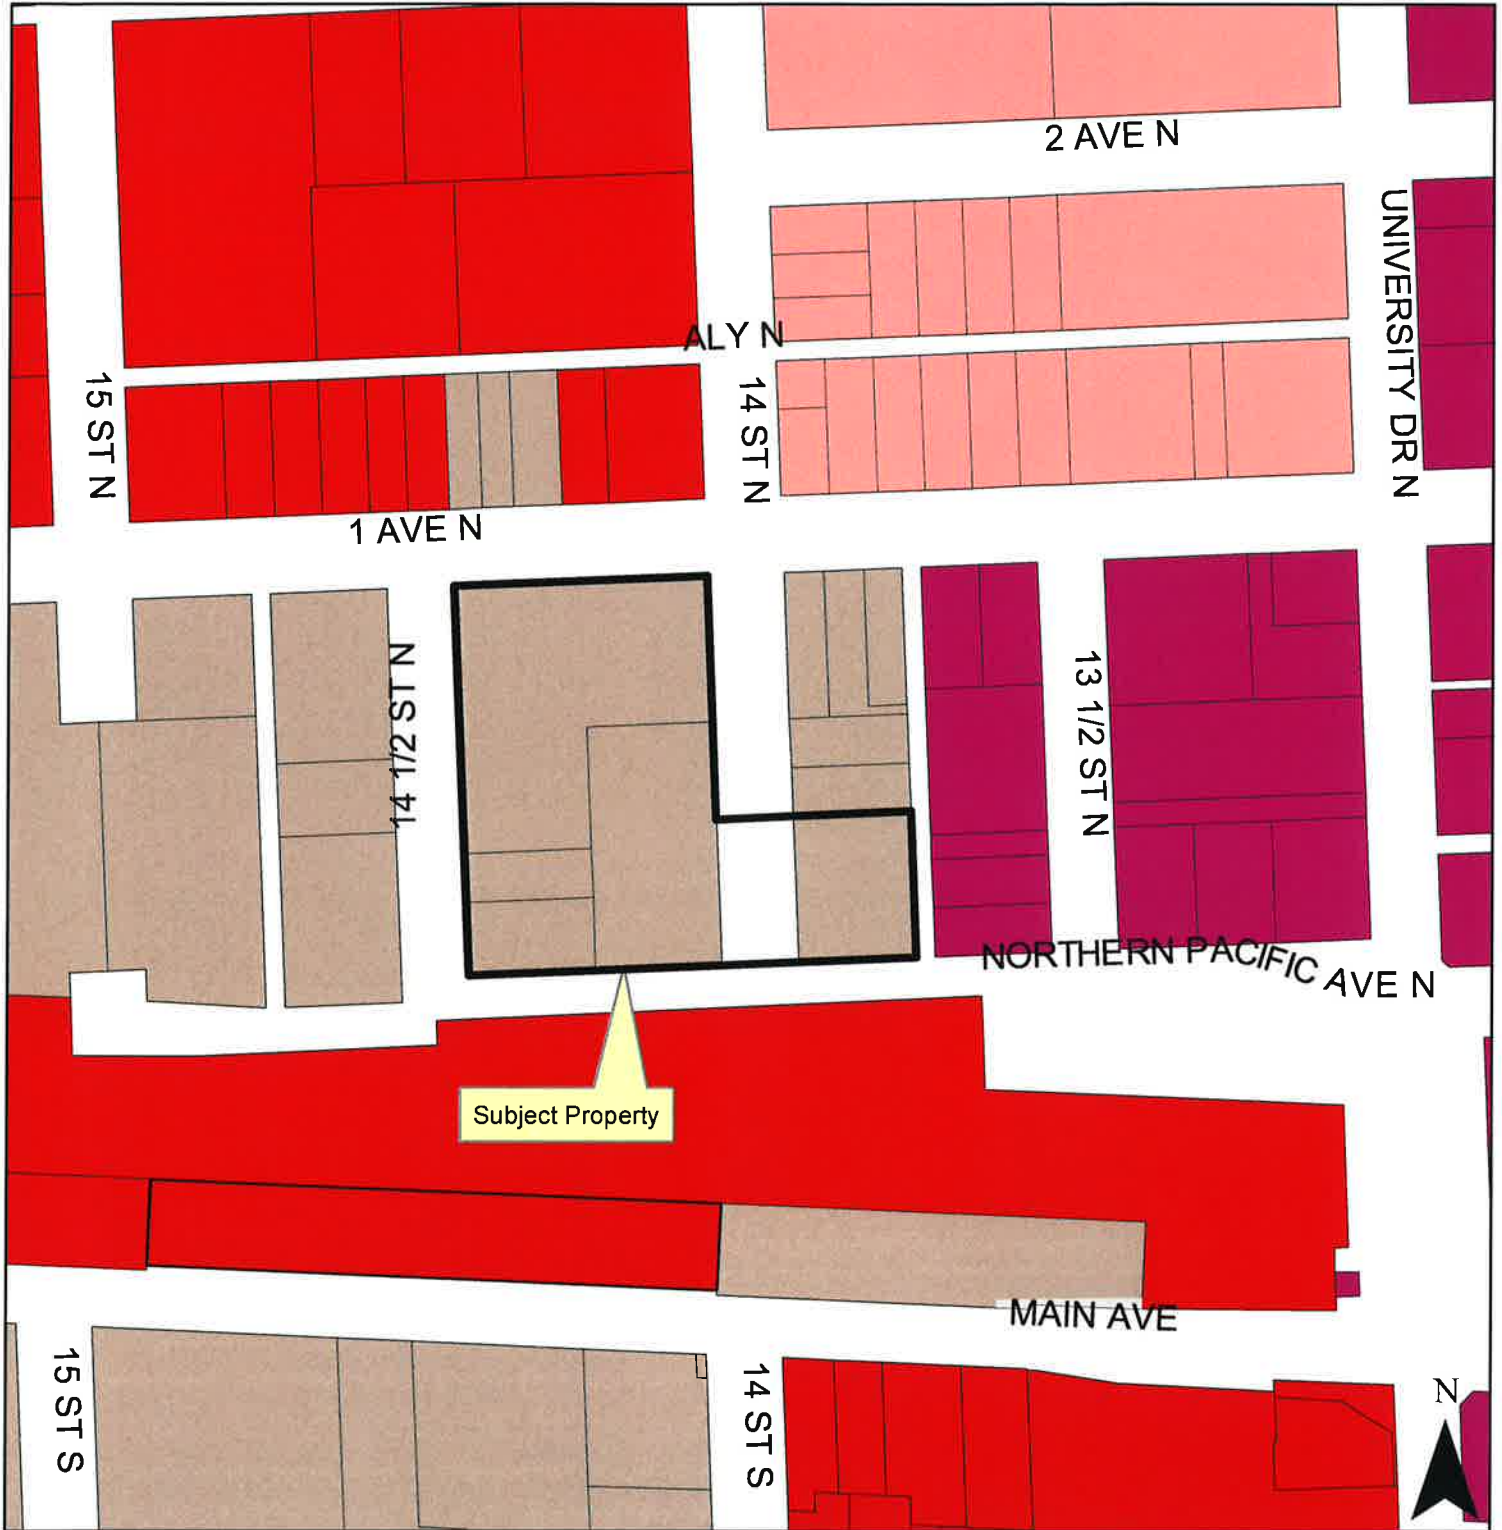 2 AVE N
UNIVERSITY DR N
ALY N
15 ST N
14 ST N
1 AVE N
14 1/2 ST N
13 1/2 ST N
NORTHERN PACIFIC AVE N
Subject Property
MAIN AVE
15 ST S
14 ST S
N